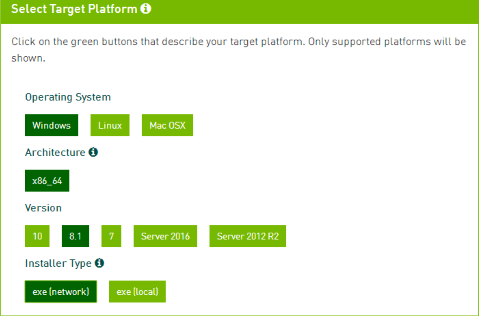 Select Target Platform
Click on the green buttons that describe your target platform. Only supported platforms will be
shown.
Operating System
Windows Linux Mac OSX
Architecture
x86_64
Version
10 8.1 7 Server 2016 Server 2012 R2
Installer Type
exe (network) exe (local)